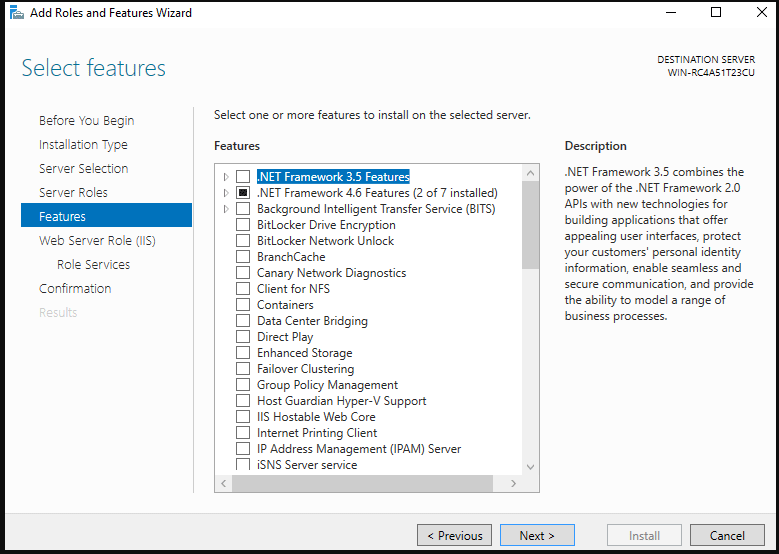 Add Roles and Features Wizard
Select features
DESTINATION SERVER
WIN-RC4A51T23CU
Before You Begin
Installation Type
Server Selection
Server Roles
Features
Web Server Role (IIS)
Role Services
Confirmation
Results
Select one or more features to install on the selected server.
Features
.NET Framework 3.5 Features
.NET Framework 4.6 Features (2 of 7 installed)
Background Intelligent Transfer Service (BITS)
BitLocker Drive Encryption
BitLocker Network Unlock
BranchCache
Canary Network Diagnostics
Client for NFS
Containers
Data Center Bridging
Direct Play
Enhanced Storage
Failover Clustering
Group Policy Management
Host Guardian Hyper-V Support
IIS Hostable Web Core
Internet Printing Client
IP Address Management (IPAM) Server
iSNS Server service
Description
.NET Framework 3.5 combines the
power of the .NET Framework 2.0
APIs with new technologies for
building applications that offer
appealing user interfaces, protect
your customers' personal identity
information, enable seamless and
secure communication, and provide
the ability to model a range of
business processes.
< Previous
Next >
Install
Cancel